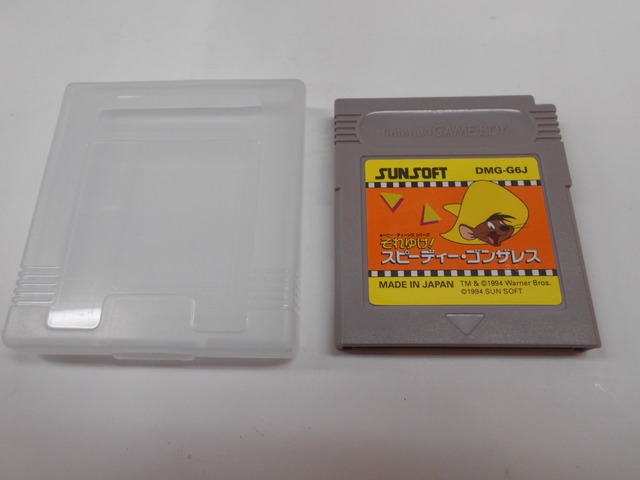 Nintendo GAME BOY
SUNSOFT DMG-G6J
ルーニー・テューンズ シリーズ
それゆけ!
スピーディー・ゴンザレス
MADE IN JAPAN TM & ©1994 Warner Bros.
©1994 SUN SOFT